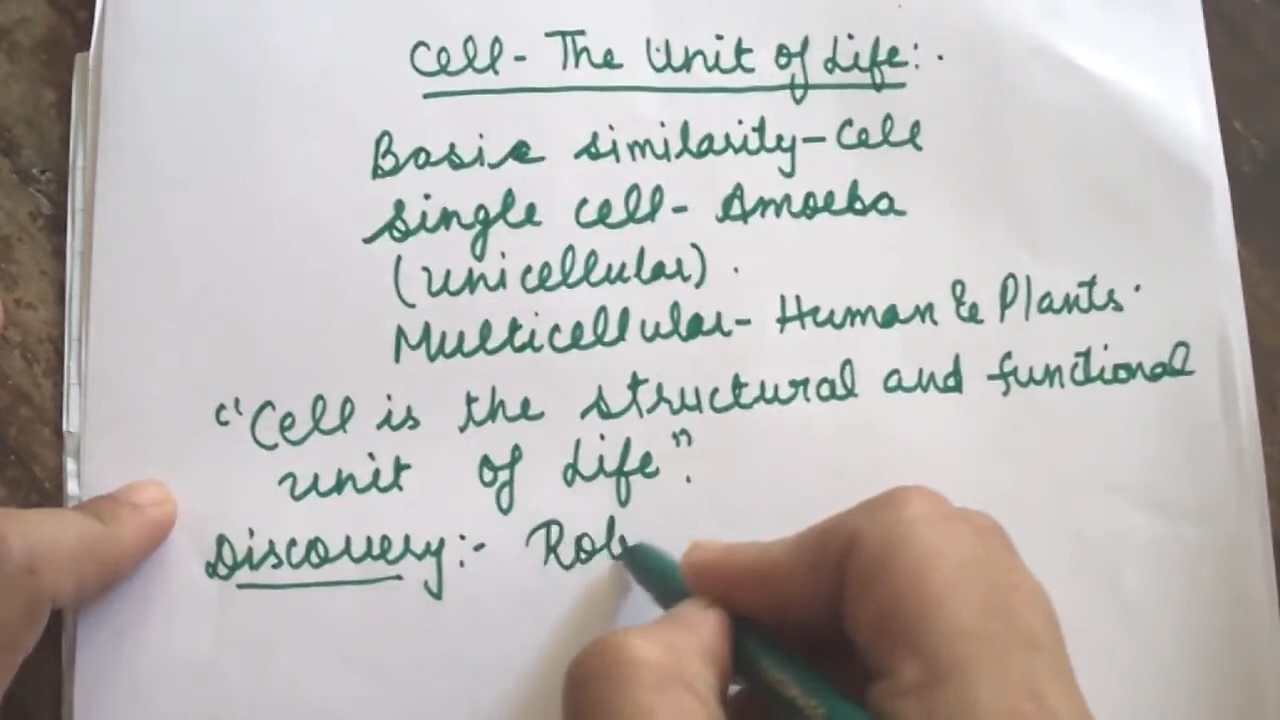 Cell - The Unit of Life: .
Basic similarity - Cell
Single cell - Amoeba
(unicellular) .
Multicellular - Human & Plants.
"Cell is the structural and functional
unit of Life".
Discovery :- Rob